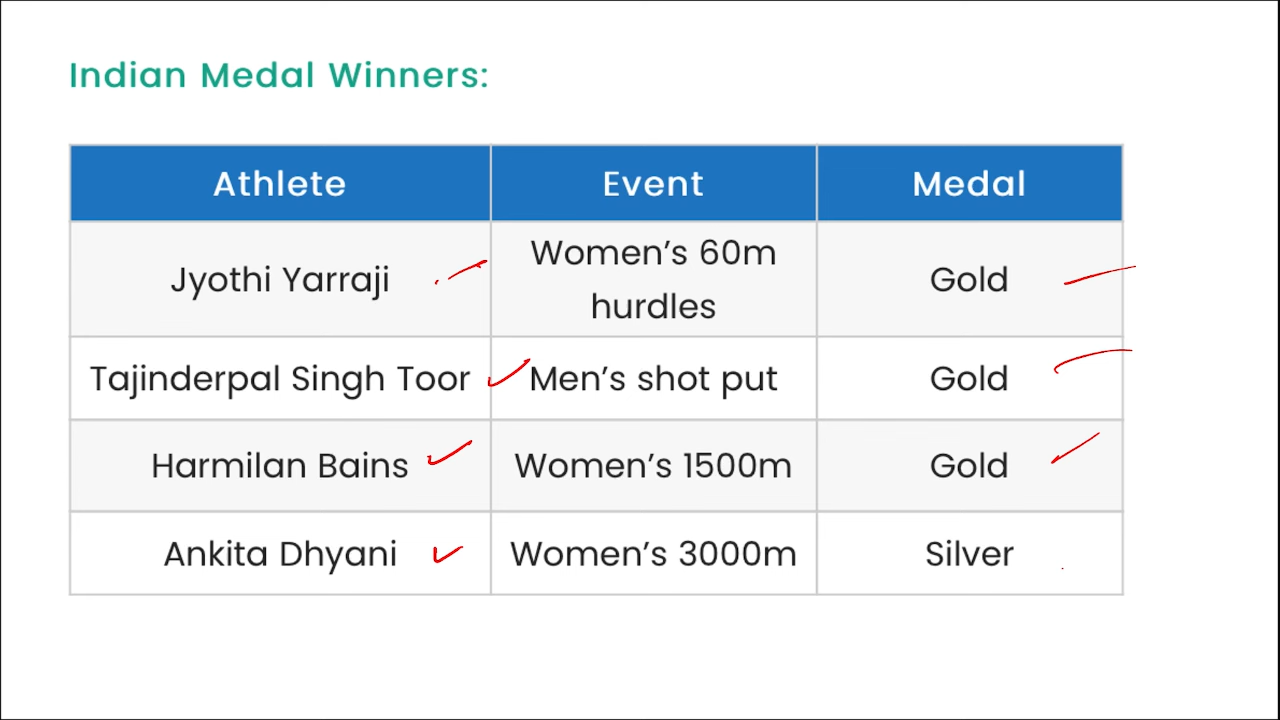 Indian Medal Winners:
Athlete Event Medal
Jyothi Yarraji Women’s 60m hurdles Gold
Tajinderpal Singh Toor Men’s shot put Gold
Harmilan Bains Women’s 1500m Gold
Ankita Dhyani Women’s 3000m Silver